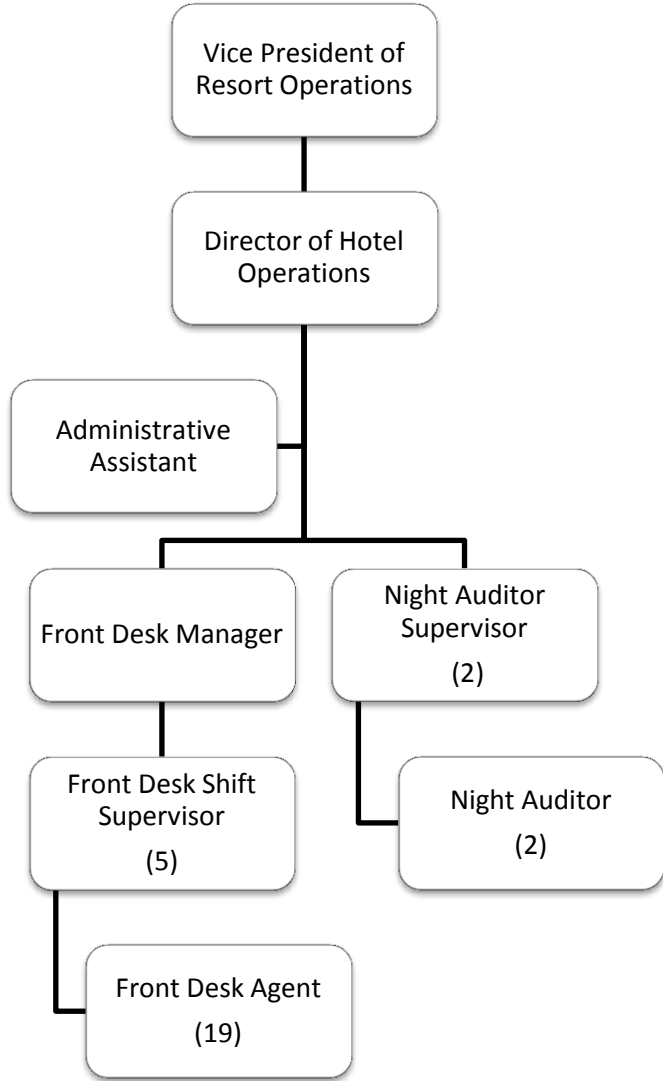 Vice President of
Resort Operations
Director of Hotel
Operations
Administrative
Assistant
Front Desk Manager
Night Auditor
Supervisor
(2)
Front Desk Shift
Supervisor
(5)
Night Auditor
(2)
Front Desk Agent
(19)